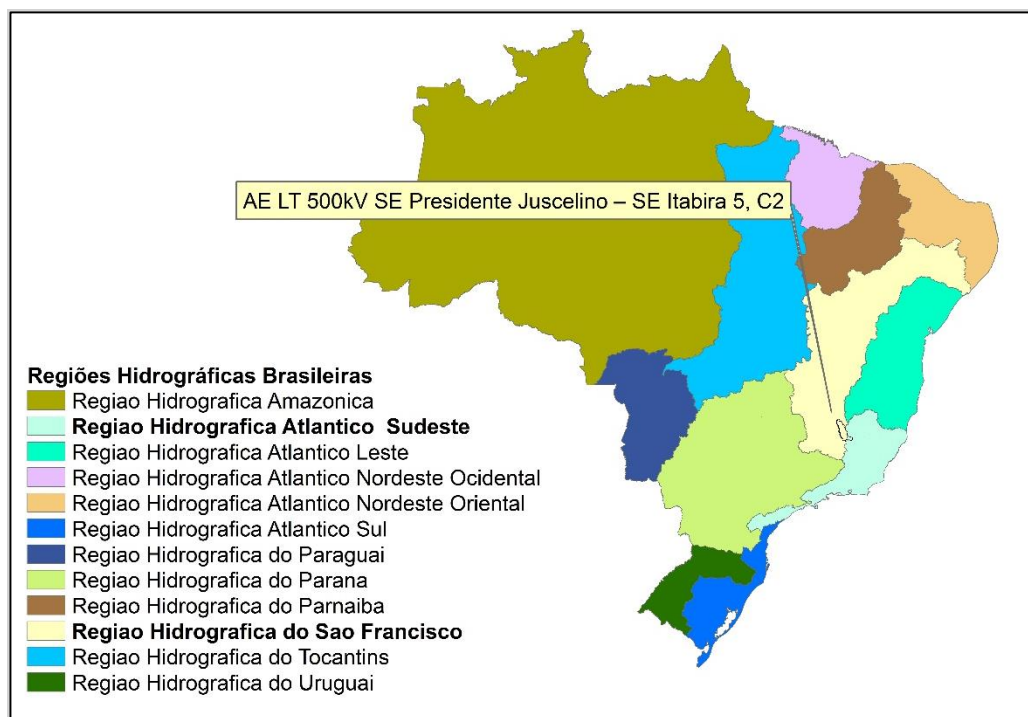 AE LT 500kV SE Presidente Juscelino – SE Itabira 5, C2
Regiões Hidrográficas Brasileiras
Regiao Hidrografica Amazonica
Regiao Hidrografica Atlantico Sudeste
Regiao Hidrografica Atlantico Leste
Regiao Hidrografica Atlantico Nordeste Ocidental
Regiao Hidrografica Atlantico Nordeste Oriental
Regiao Hidrografica Atlantico Sul
Regiao Hidrografica do Paraguai
Regiao Hidrografica do Parana
Regiao Hidrografica do Parnaiba
Regiao Hidrografica do Sao Francisco
Regiao Hidrografica do Tocantins
Regiao Hidrografica do Uruguai